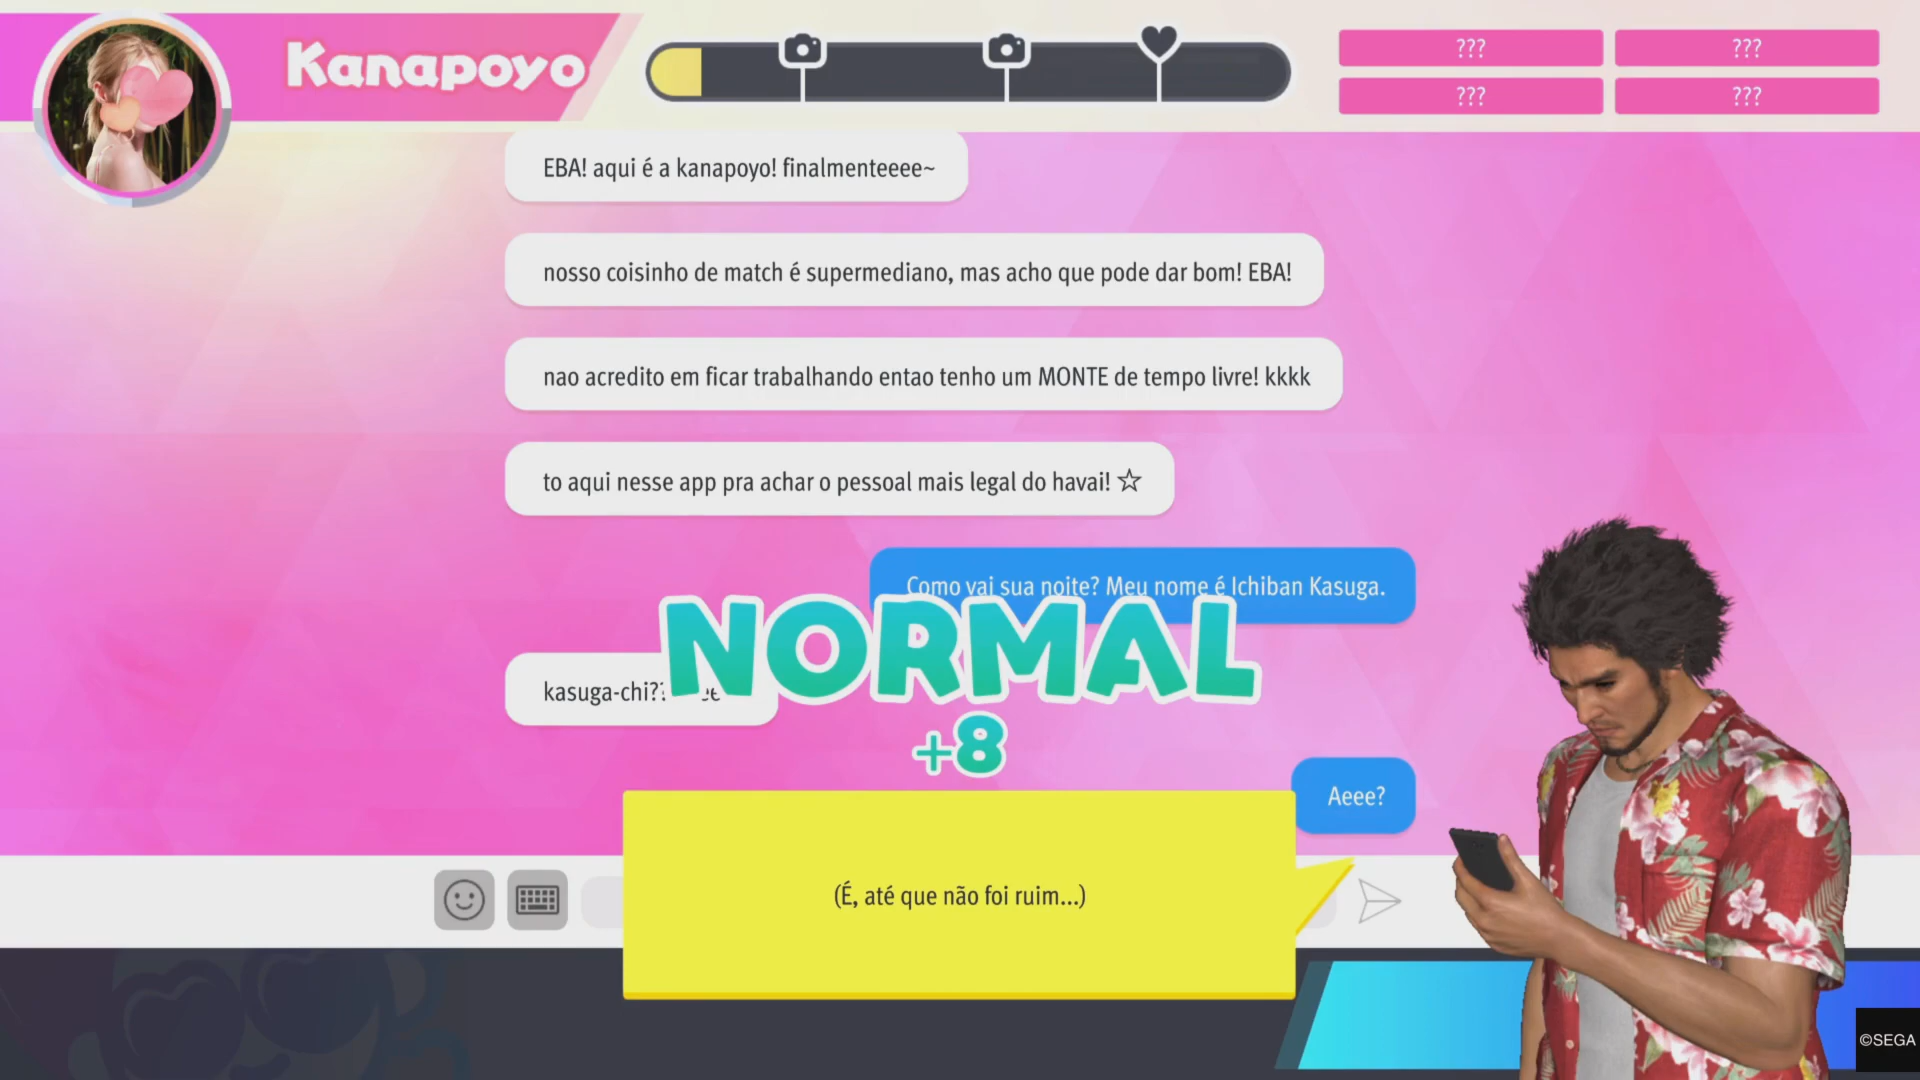 Kanapoyo
???
???
???
???
EBA! aqui é a kanapoyo! finalmenteeee~
nosso coisinho de match é supermediano, mas acho que pode dar bom! EBA!
nao acredito em ficar trabalhando entao tenho um MONTE de tempo livre! kkkk
to aqui nesse app pra achar o pessoal mais legal do havai! ☆
Como vai sua noite? Meu nome é Ichiban Kasuga.
NORMAL
kasuga-chi??
+8
Aeee?
(É, até que não foi ruim...)
©SEGA